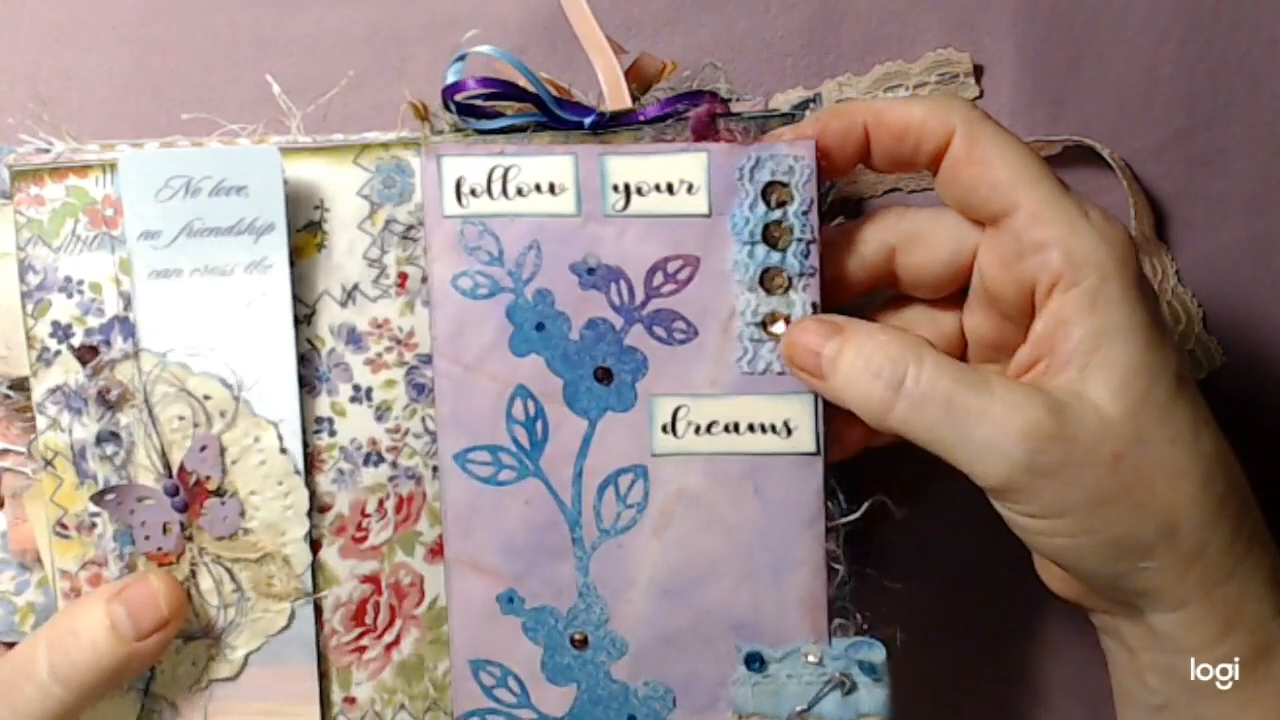 No love,
no friendship
can cross the
follow your
dreams
logi